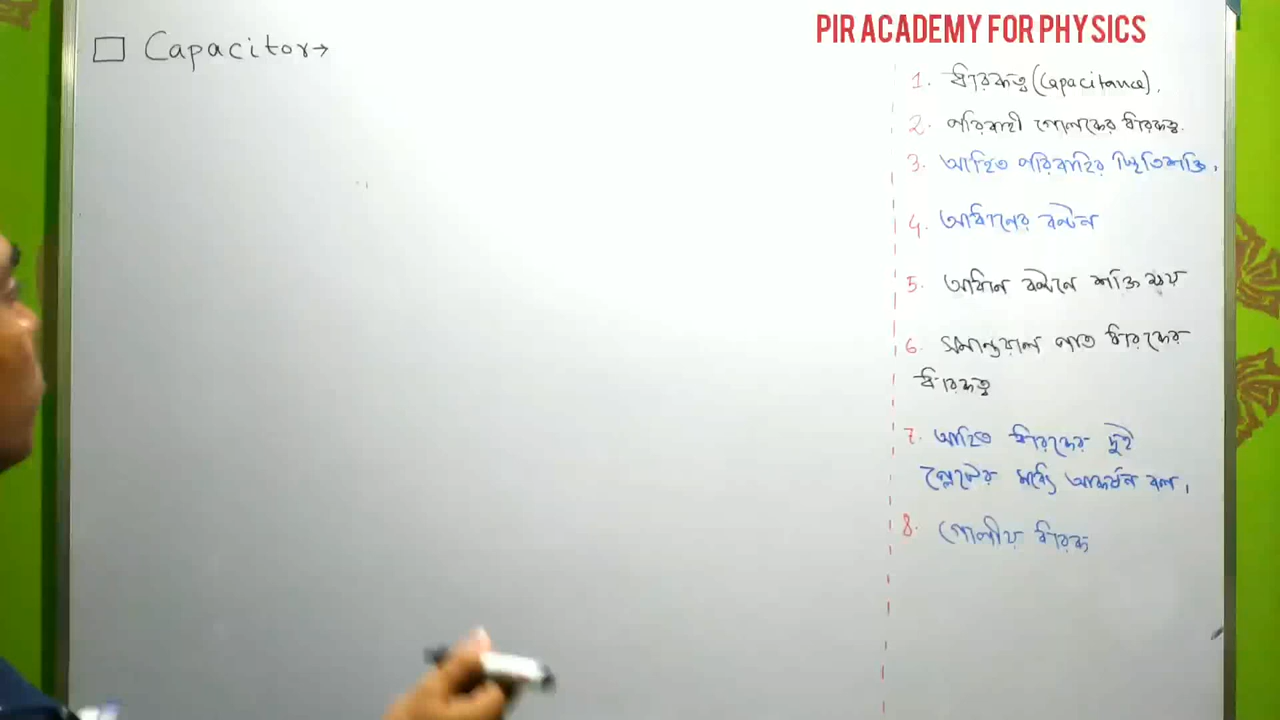 PIR ACADEMY FOR PHYSICS
□ Capacitor→
1. ধারকত্ব (Capacitance).
2. পরিবাহী গোলকের ধারকত্ব.
3. আহিত পরিবাহির স্থিতিশক্তি.
4. আধানের বন্টন
5. আধান বন্টনে শক্তি ক্ষয়
6. সমান্তরাল পাত ধারকের
ধারকত্ব
7. আহিত ধারকের দুই
প্লেটের মধ্যে আকর্ষন বল,
8. গোলীয় ধারক